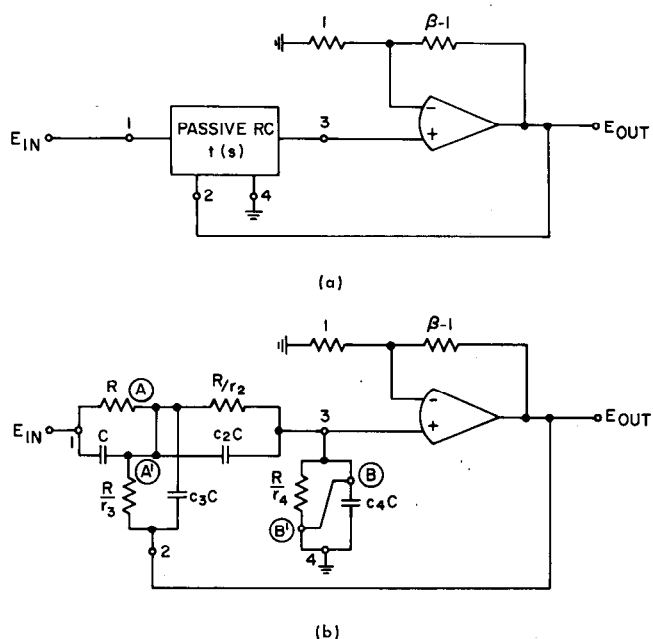 1
β-1
E_IN
1
PASSIVE RC
t(s)
3
-
+
E_OUT
2
4
(a)
1
β-1
R
A
R/r₂
3
-
+
E_OUT
E_IN
1
C
A'
c₂C
R/r₃
c₃C
R/r₄
B
c₄C
B'
2
4
(b)